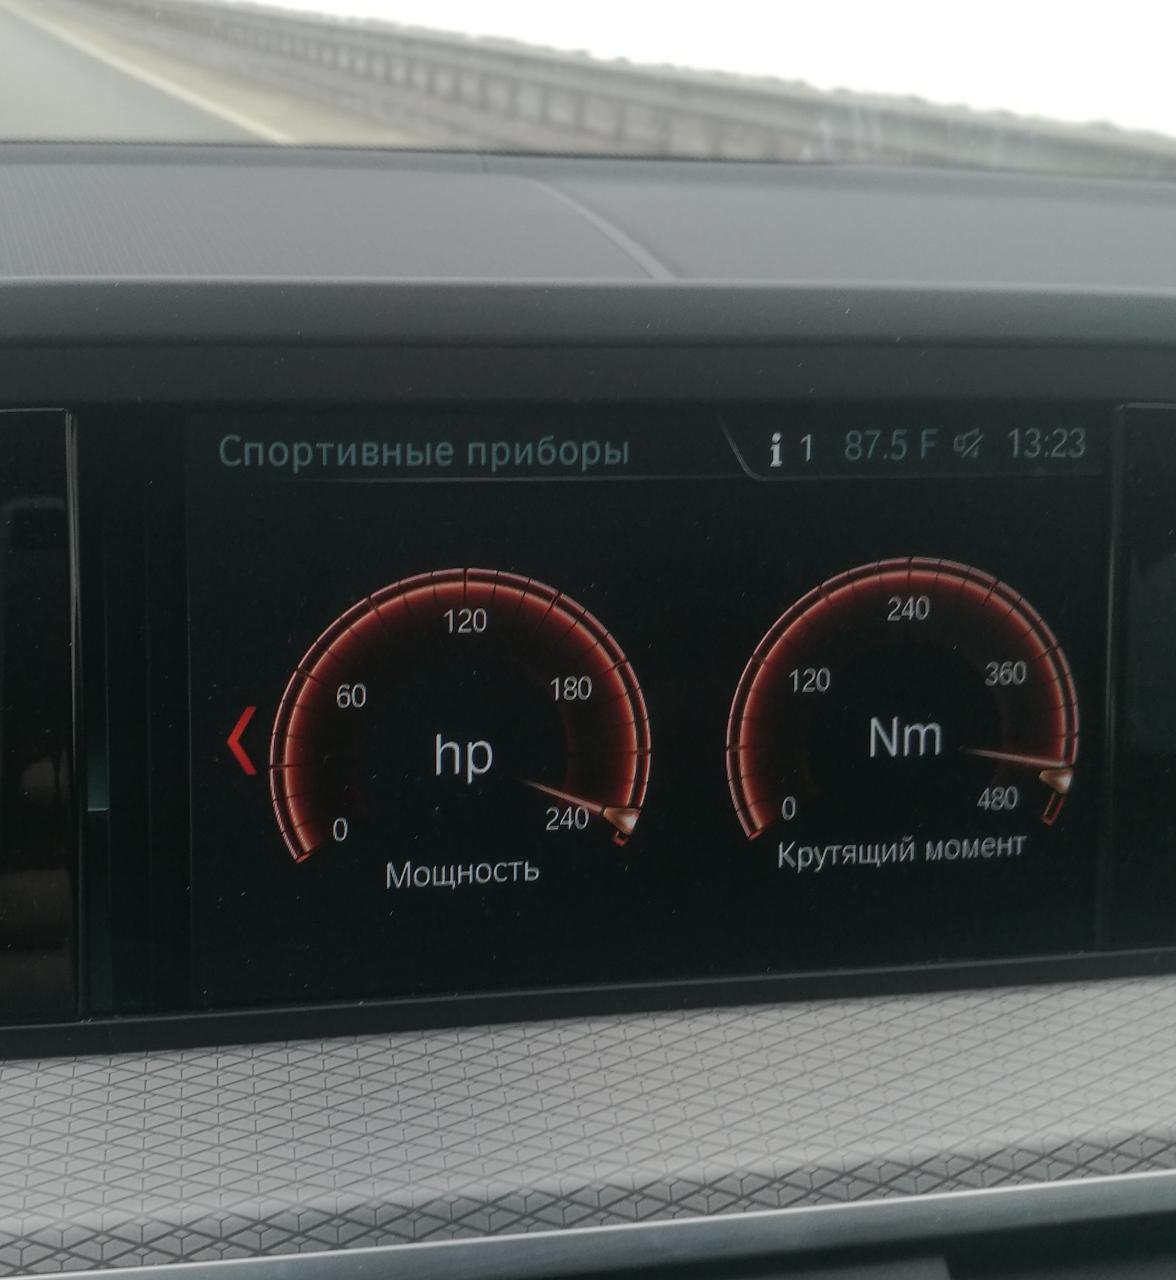 Спортивные приборы
i 1 87.5 F 13:23
0 60 120 180 240
hp
Мощность
0 120 240 360 480
Nm
Крутящий момент